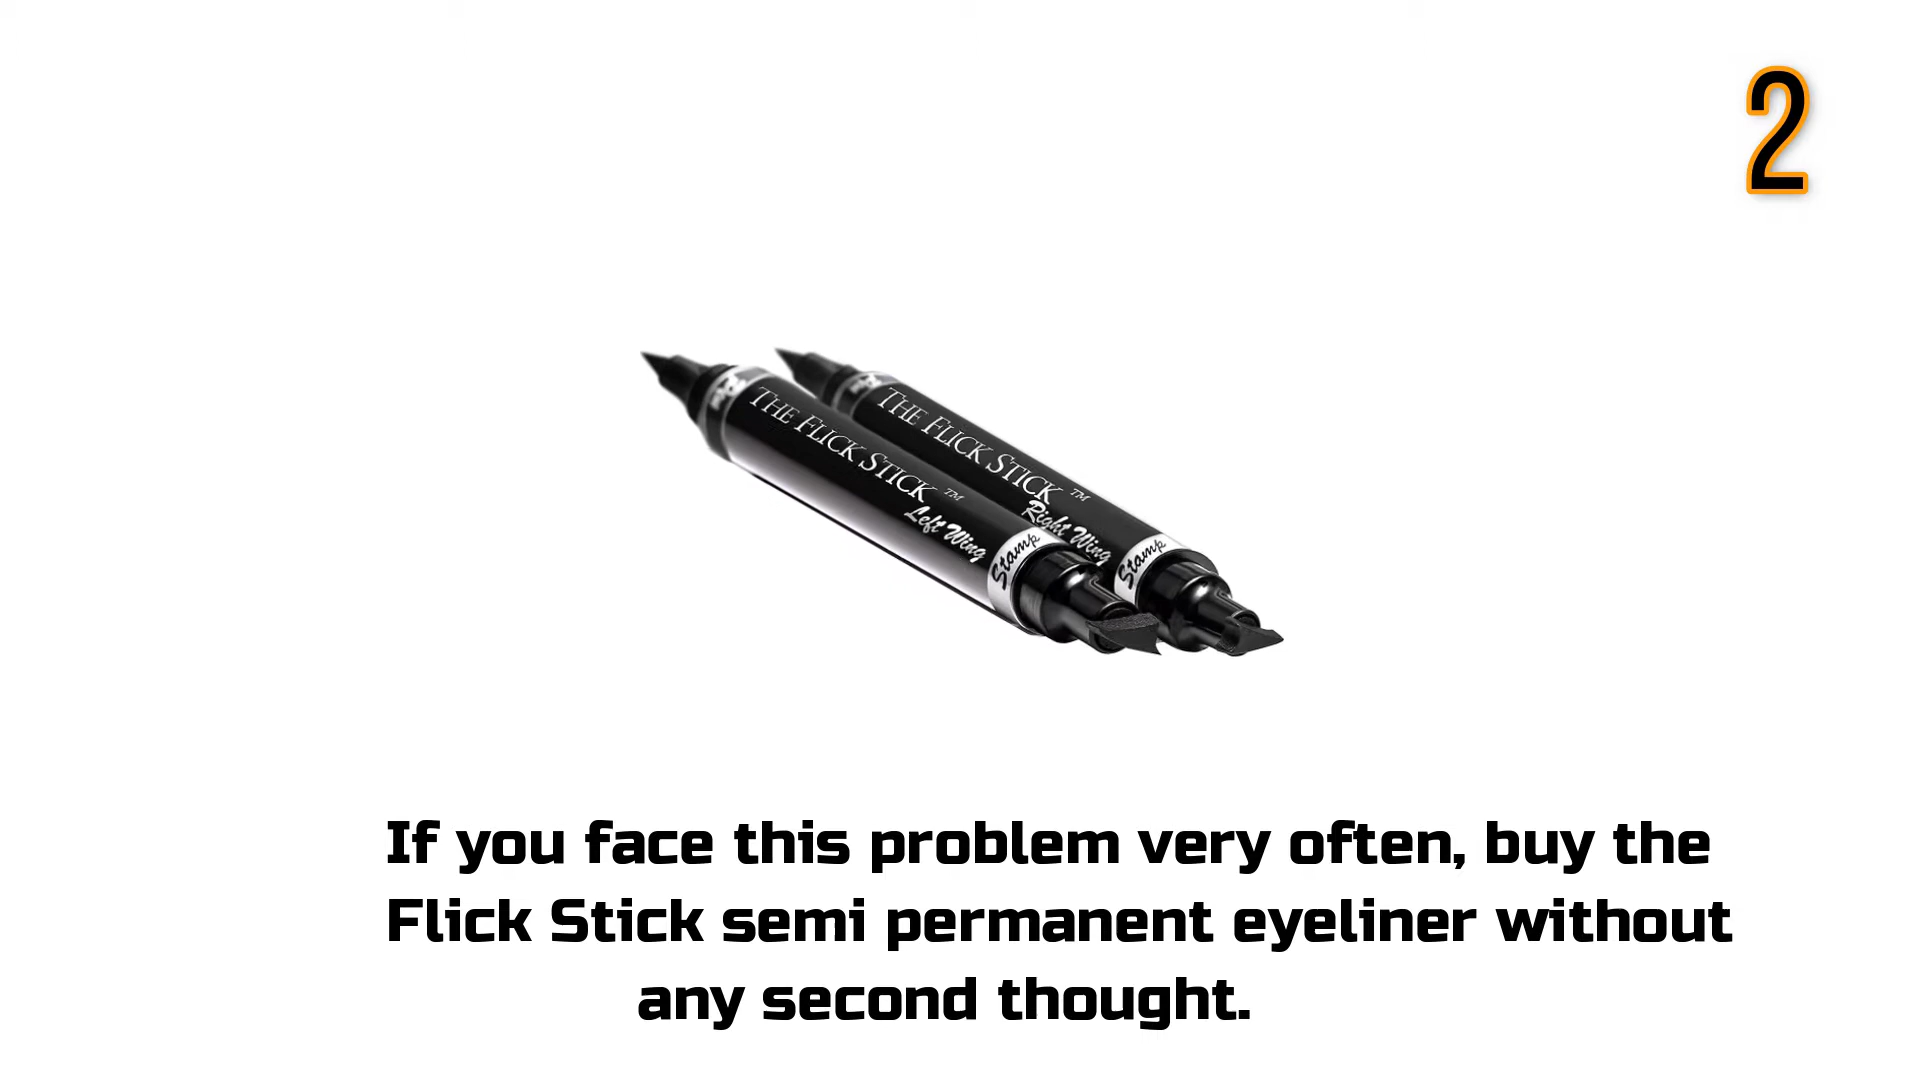 2
THE FLICK STICK™
Left Wing
Stamp
THE FLICK STICK™
Right Wing
Stamp
If you face this problem very often, buy the
Flick Stick semi permanent eyeliner without
any second thought.